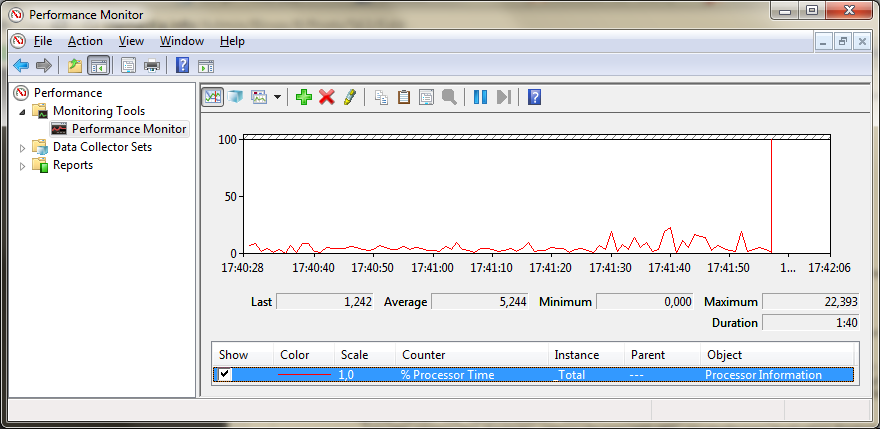 Performance Monitor
File Action View Window Help
Performance
Monitoring Tools
Performance Monitor
Data Collector Sets
Reports
100
50
0
17:40:28 17:40:40 17:40:50 17:41:00 17:41:10 17:41:20 17:41:30 17:41:40 17:41:50 1... 17:42:06
Last 1,242 Average 5,244 Minimum 0,000 Maximum 22,393
Duration 1:40
Show Color Scale Counter Instance Parent Object
1,0 % Processor Time _Total --- Processor Information